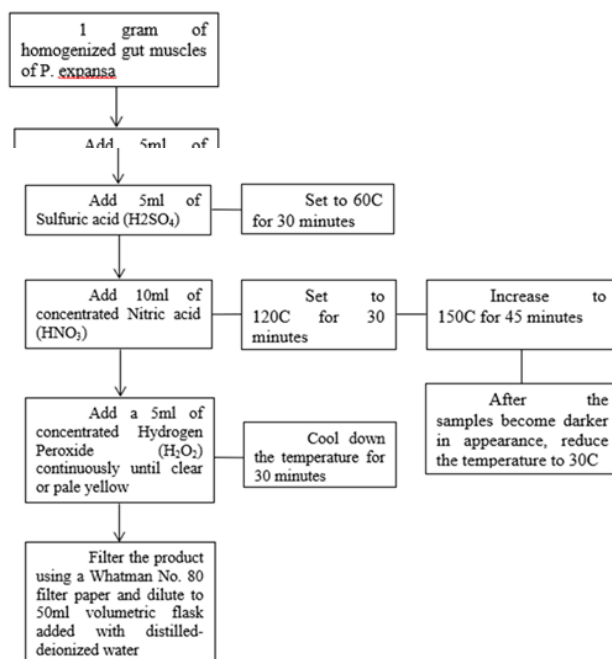 1 gram of
homogenized gut muscles
of P. expansa
Add 5ml of
Add 5ml of
Sulfuric acid (H2SO₄)
Set to 60C
for 30 minutes
Add 10ml of
concentrated Nitric acid
(HNO₃)
Set to
120C for 30
minutes
Increase to
150C for 45 minutes
After the
samples become darker
in appearance, reduce
the temperature to 30C
Add a 5ml of
concentrated Hydrogen
Peroxide (H₂O₂)
continuously until clear
or pale yellow
Cool down
the temperature for
30 minutes
Filter the product
using a Whatman No. 80
filter paper and dilute to
50ml volumetric flask
added with distilled-
deionized water